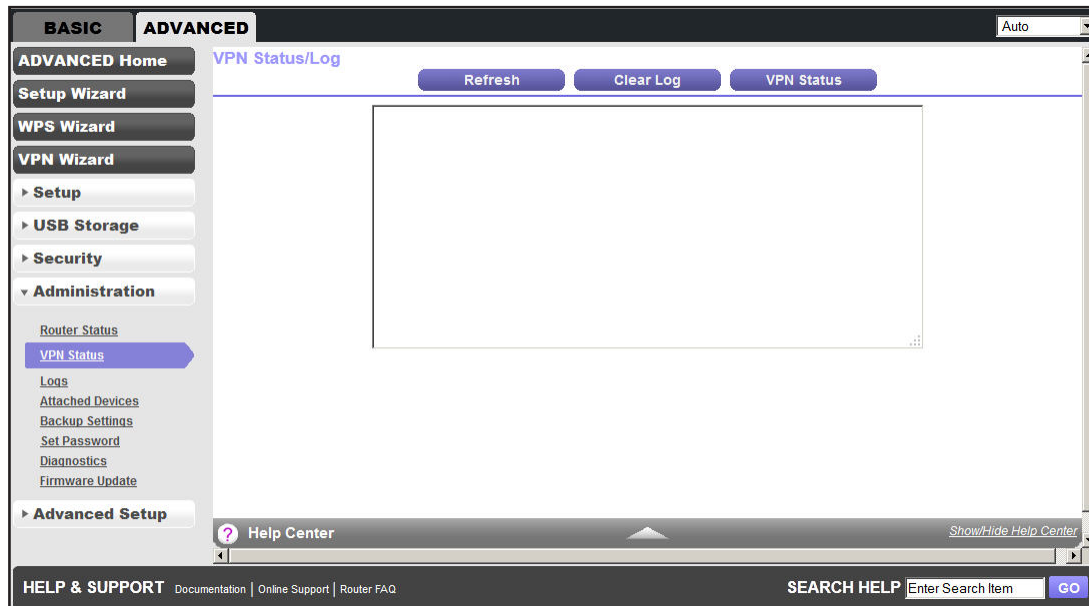 BASIC ADVANCED Auto
ADVANCED Home
Setup Wizard
WPS Wizard
VPN Wizard
Setup
USB Storage
Security
Administration
Router Status
VPN Status
Logs
Attached Devices
Backup Settings
Set Password
Diagnostics
Firmware Update
Advanced Setup
VPN Status/Log
Refresh Clear Log VPN Status
? Help Center Show/Hide Help Center
HELP & SUPPORT Documentation | Online Support | Router FAQ SEARCH HELP Enter Search Item GO